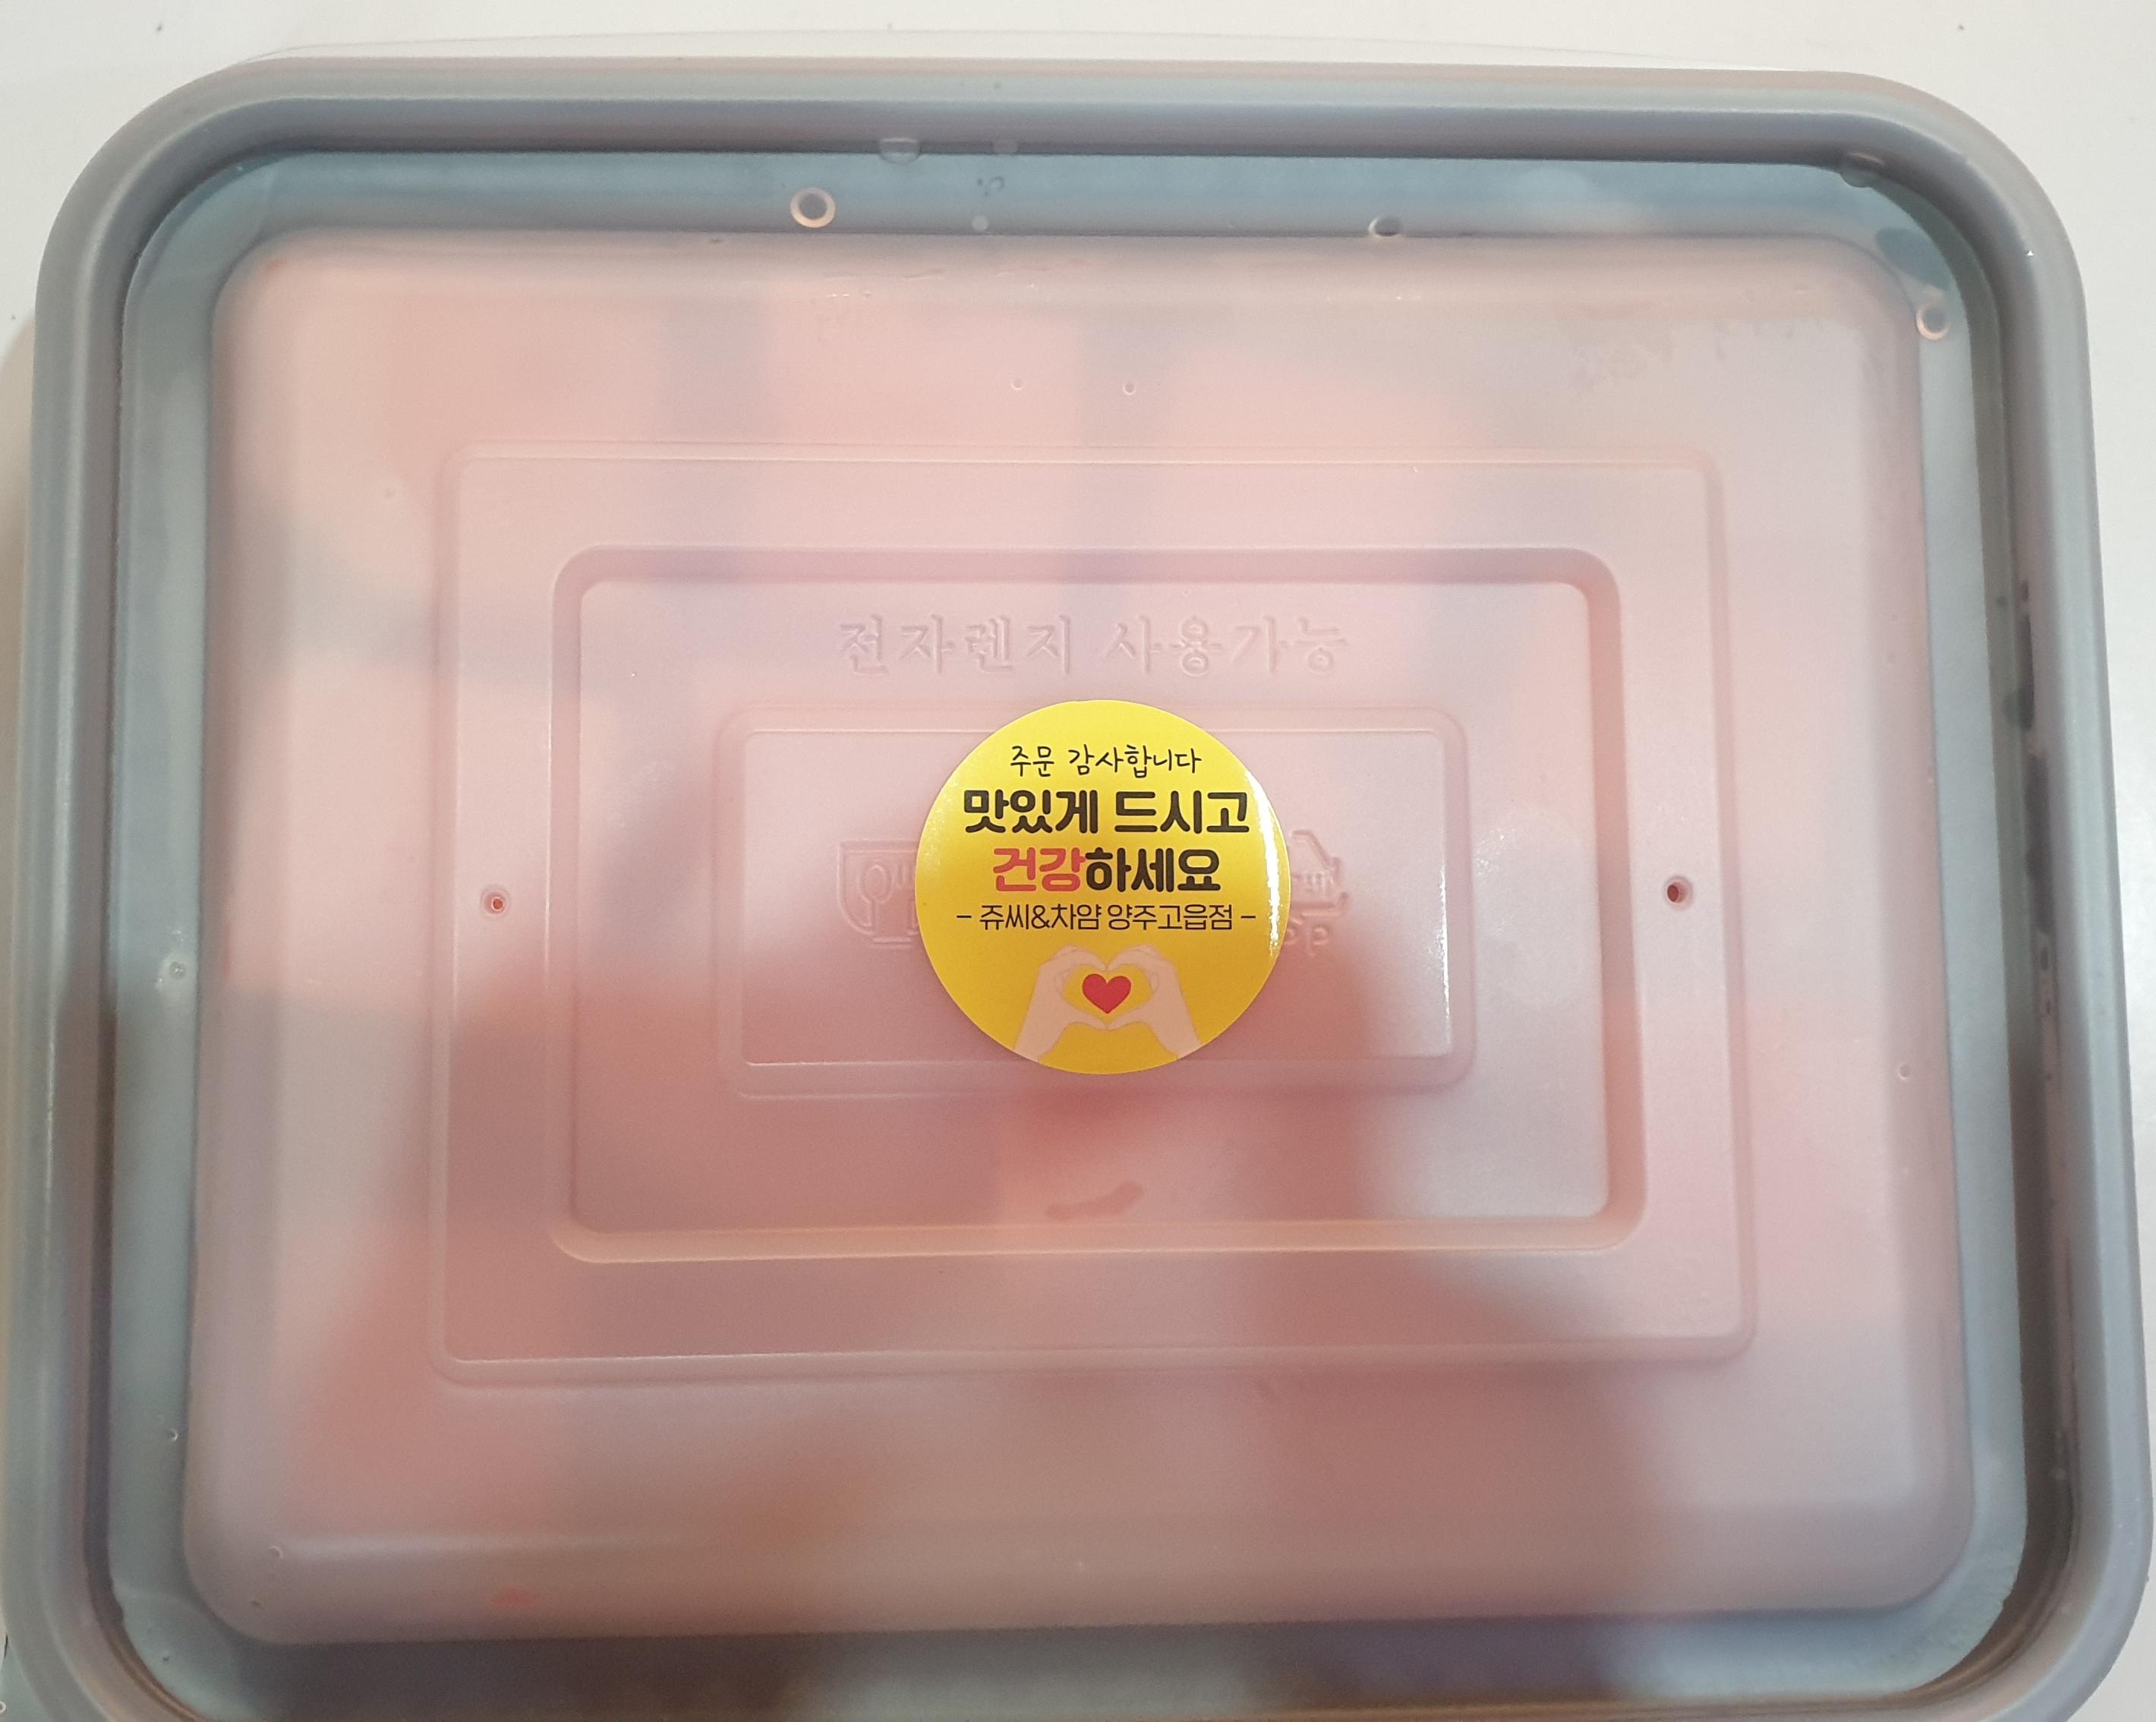 전자렌지 사용가능
주문 감사합니다
맛있게 드시고
건강하세요
- 쥬씨&차얌 양주고읍점 -